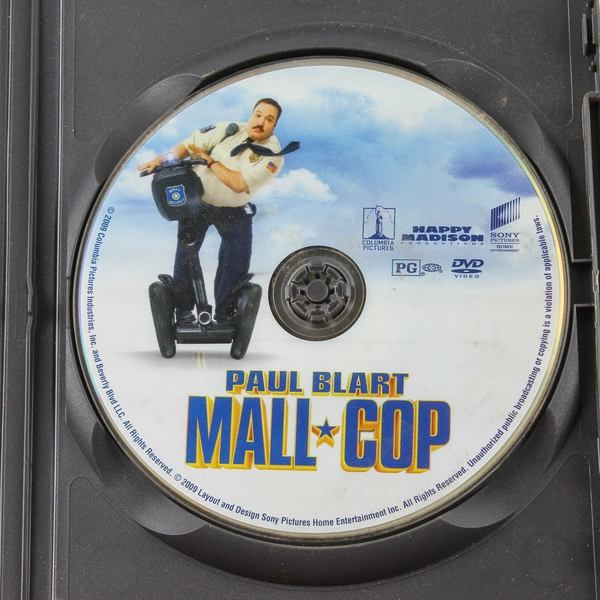 COLUMBIA
PICTURES
HAPPY
MADISON
PRODUCTIONS
SONY
PICTURES
HOME
ENTERTAINMENT
PG
DVD
VIDEO
PAUL BLART
MALL COP
© 2009 Columbia Pictures Industries, Inc. and Beverly Blvd LLC. All Rights Reserved. © 2009 Layout and Design Sony Pictures Home Entertainment Inc. All Rights Reserved. Unauthorized public broadcasting or copying is a violation of applicable laws.